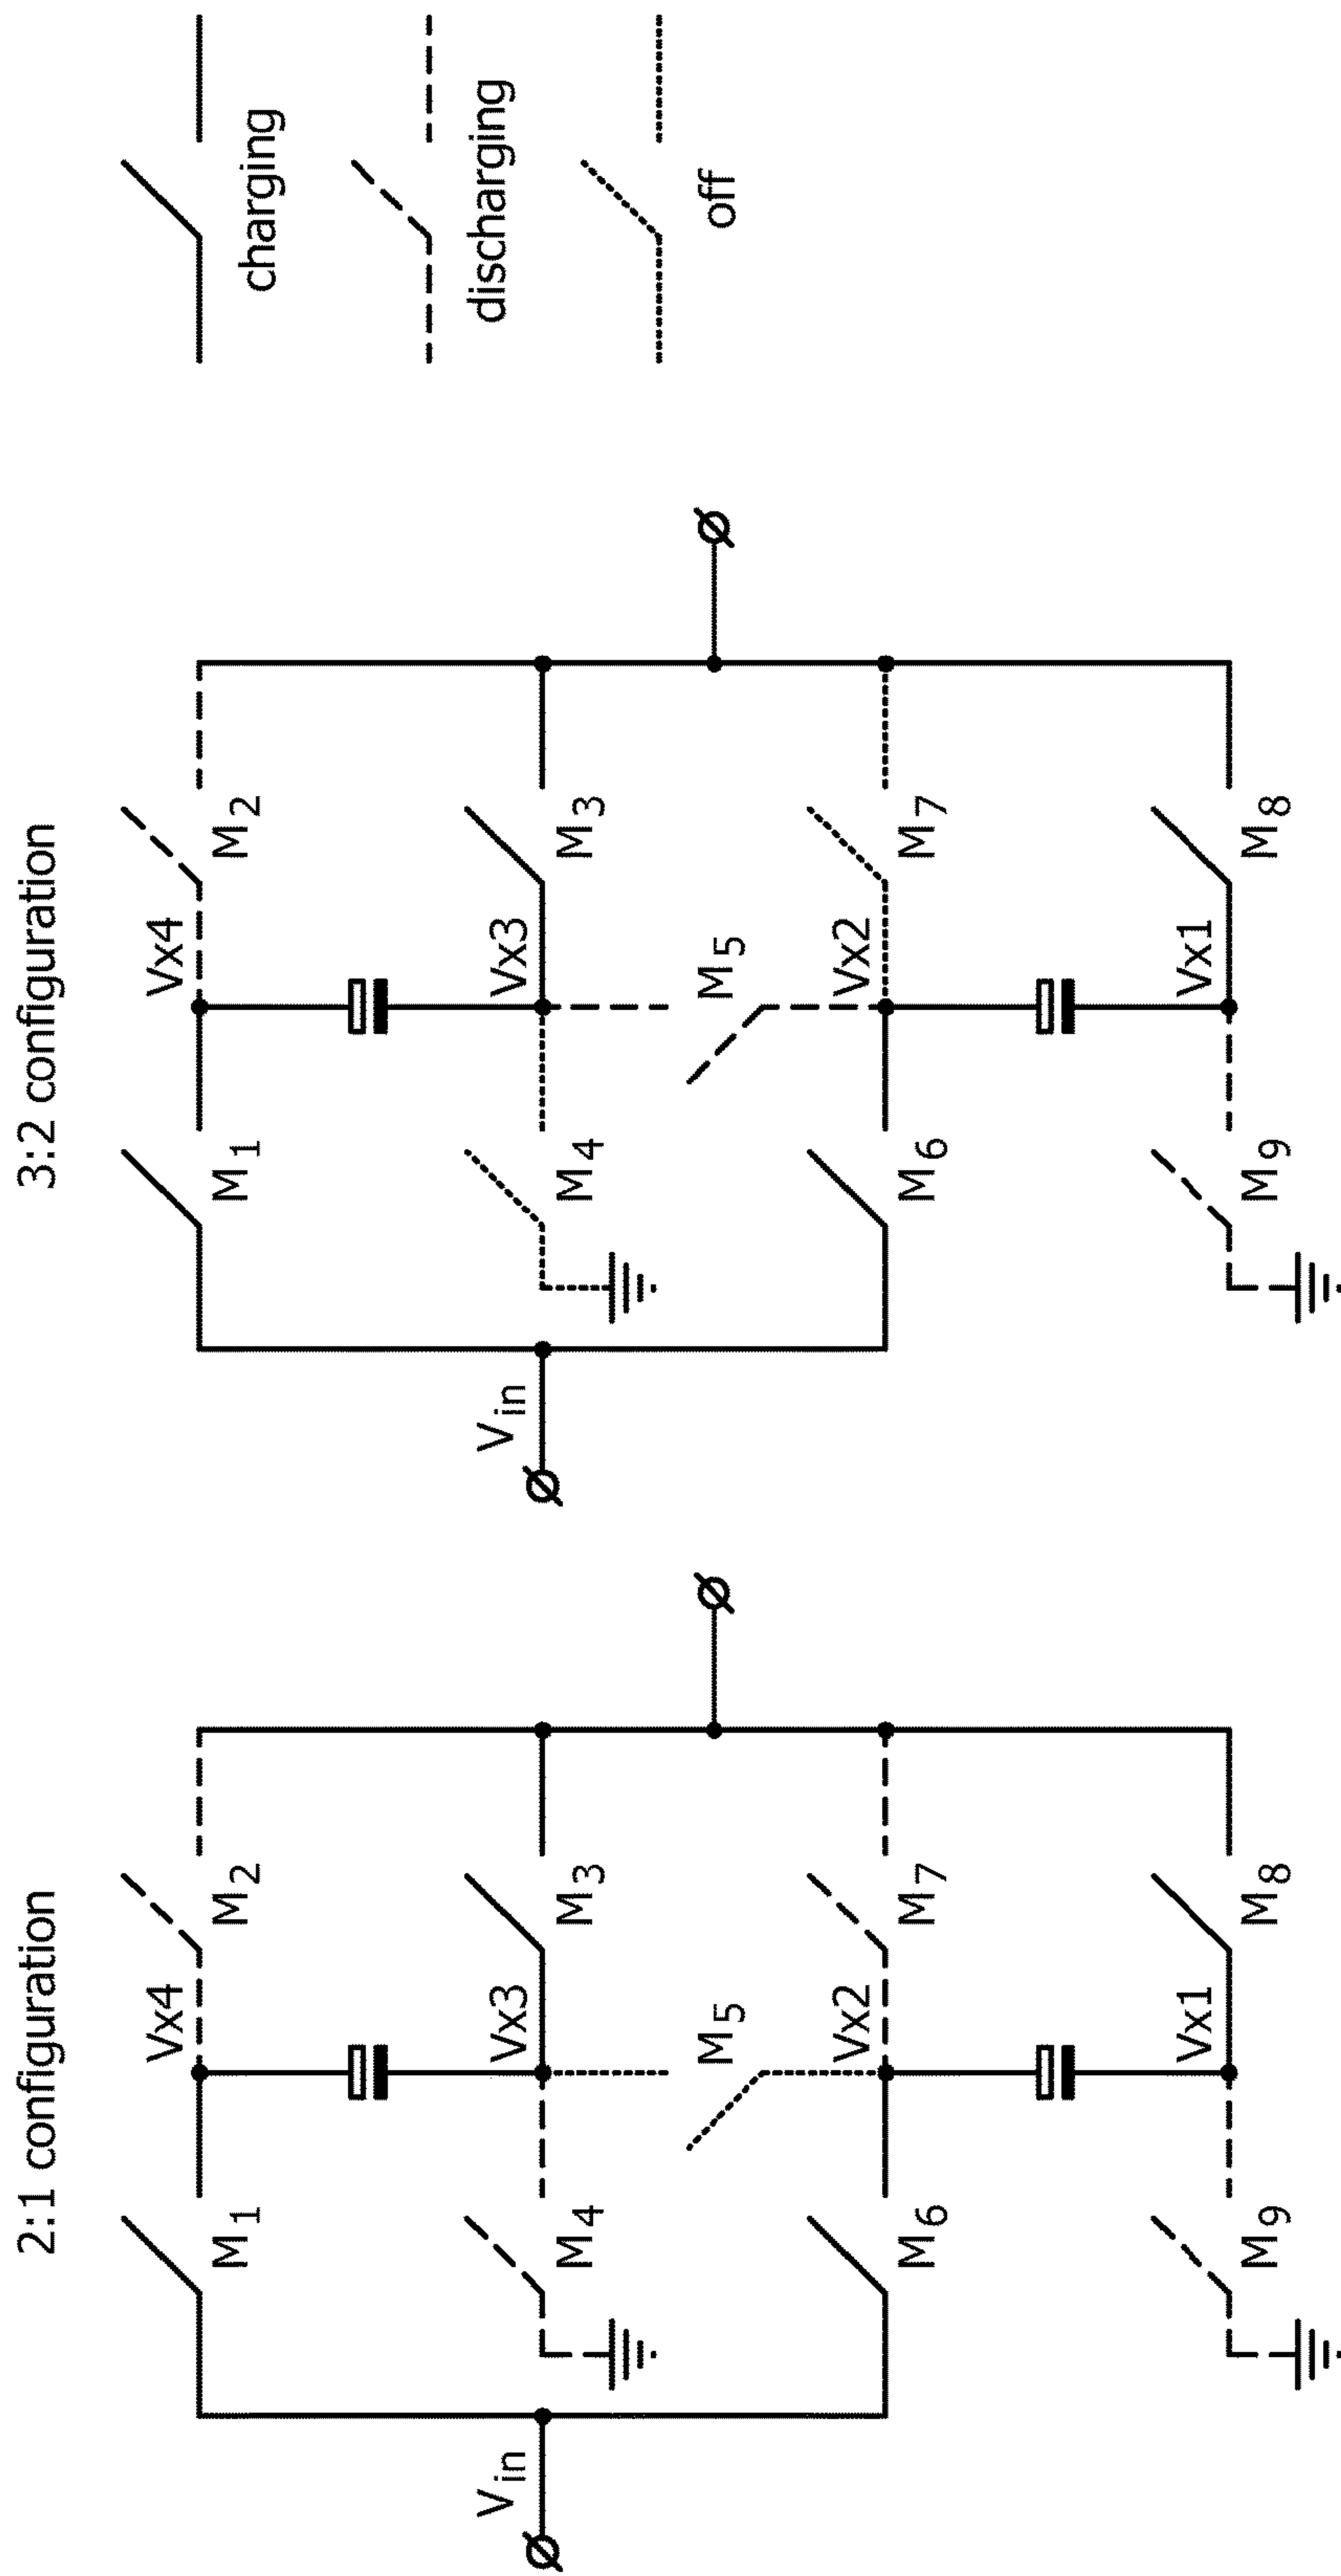 2:1 configuration
Vx4
M1
M2
Vin
Vx3
M4
M3
M5
Vx2
M6
M7
Vx1
M9
M8
3:2 configuration
Vx4
M1
M2
Vin
Vx3
M4
M3
M5
Vx2
M6
M7
Vx1
M9
M8
charging
discharging
off